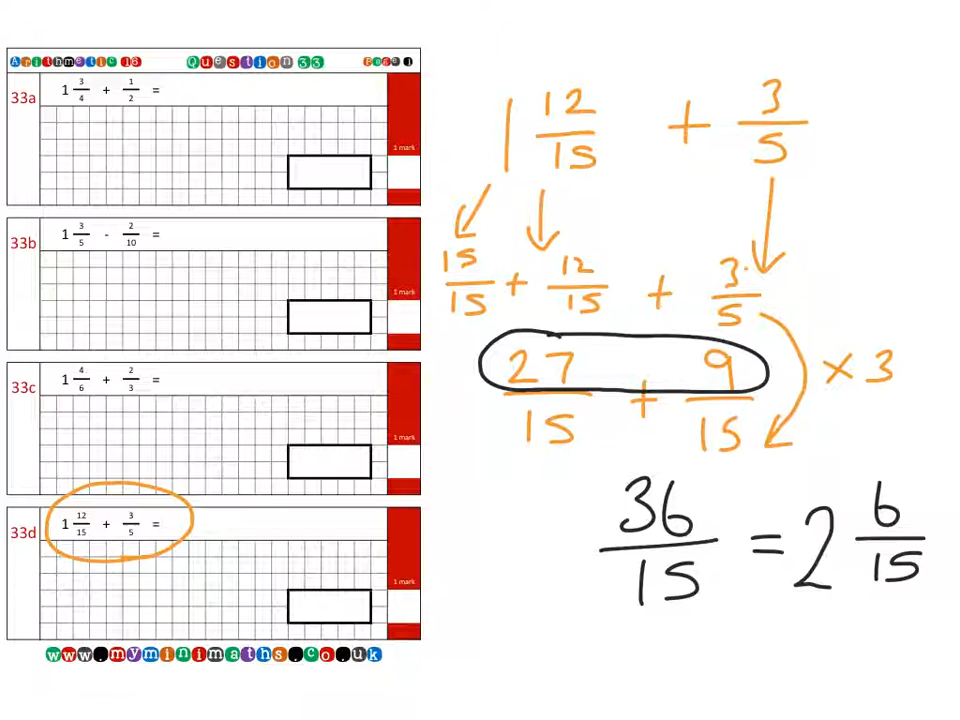 Arithmetic 18 Question 33 Page 1
33a 1 3/4 + 1/2 =
1 mark
33b 1 3/5 - 2/10 =
1 mark
33c 1 4/6 + 2/3 =
1 mark
33d 1 12/15 + 3/5 =
1 mark
www.myminimaths.co.uk
1 12/15 + 3/5
15/15 + 12/15 + 3/5
27/15 + 9/15 × 3
36/15 = 2 6/15